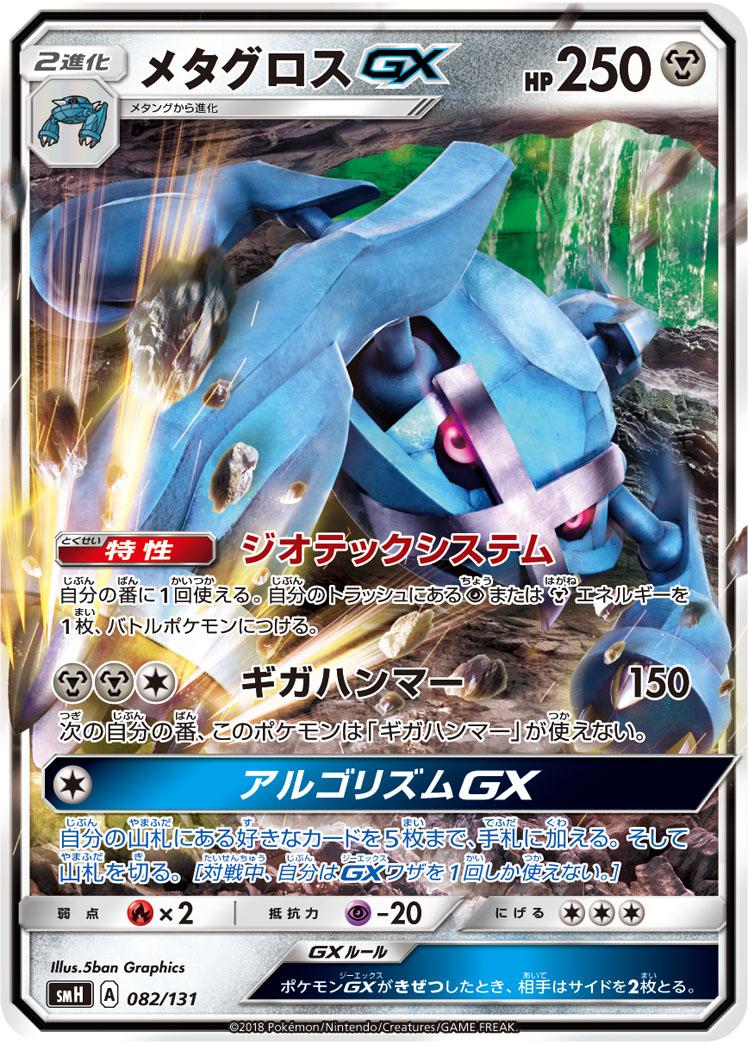 2進化
メタグロスGX
HP 250
メタングから進化
とくせい
特性 ジオテックシステム
自分の番に1回使える。自分のトラッシュにあるまたはエネルギーを
1枚、バトルポケモンにつける。
ギガハンマー 150
次の自分の番、このポケモンは「ギガハンマー」が使えない。
アルゴリズムGX
自分の山札にある好きなカードを5枚まで、手札に加える。そして
山札を切る。[対戦中、自分はGXワザを1回しか使えない。]
弱点 ×2 抵抗力 -20 にげる
Illus.5ban Graphics
GXルール
ポケモンGXがきぜつしたとき、相手はサイドを2枚とる。
SMH A 082/131
©2018 Pokémon/Nintendo/Creatures/GAME FREAK.